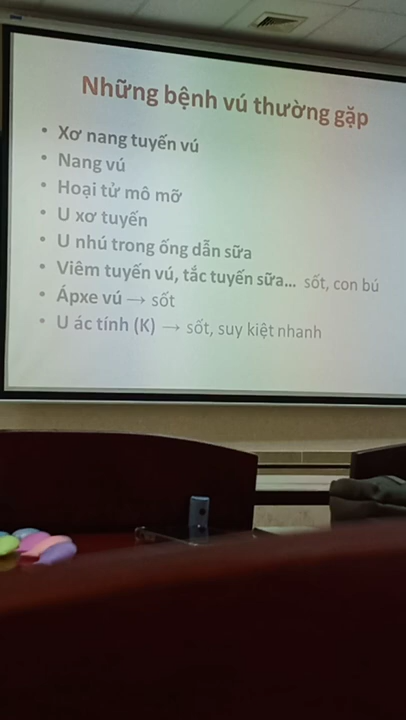 Những bệnh vú thường gặp
• Xơ nang tuyến vú
• Nang vú
• Hoại tử mô mỡ
• U xơ tuyến
• U nhú trong ống dẫn sữa
• Viêm tuyến vú, tắc tuyến sữa... sốt, con bú
• Ápxe vú → sốt
• U ác tính (K) → sốt, suy kiệt nhanh